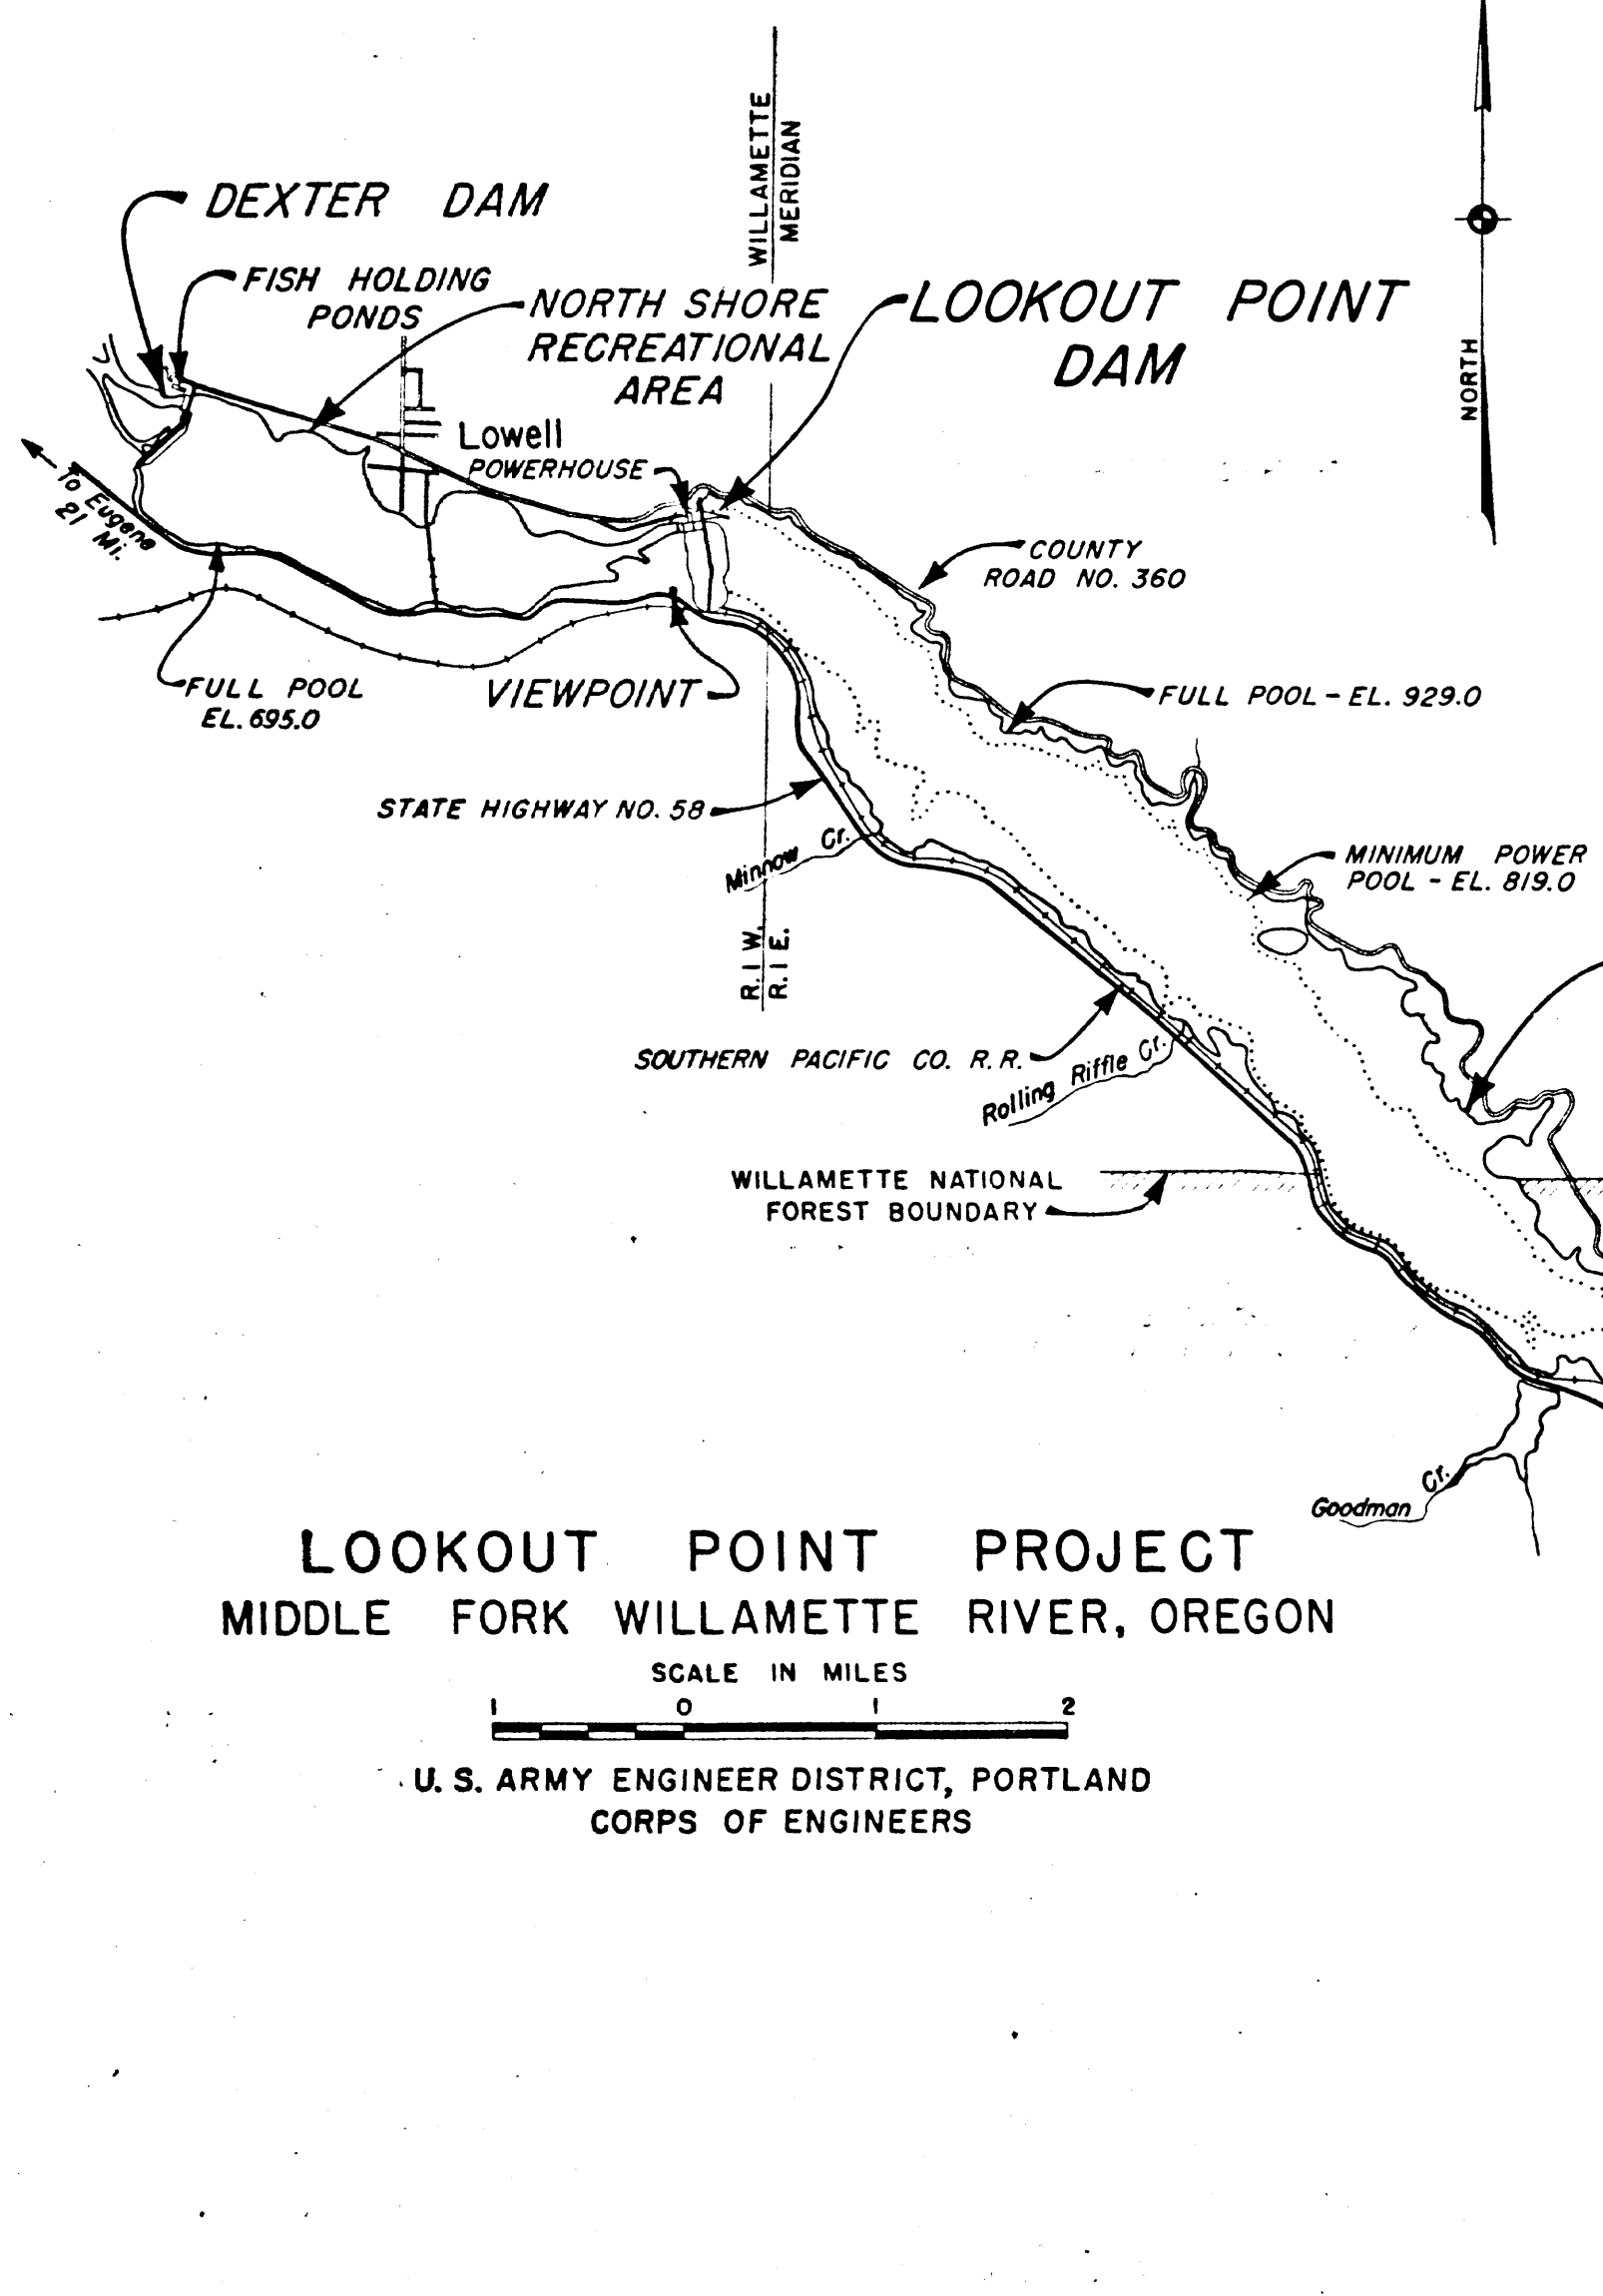 WILLAMETTE
MERIDIAN
DEXTER DAM
FISH HOLDING
PONDS
NORTH SHORE
RECREATIONAL
AREA
LOOKOUT POINT
DAM
NORTH
Lowell
POWERHOUSE
To Eugene
21 Mi.
COUNTY
ROAD NO. 360
FULL POOL
EL. 695.0
VIEWPOINT
FULL POOL - EL. 929.0
STATE HIGHWAY NO. 58
Minnow Cr.
MINIMUM POWER
POOL - EL. 819.0
R. I W.
R. I E.
SOUTHERN PACIFIC CO. R. R.
Rolling Riffle Cr.
WILLAMETTE NATIONAL
FOREST BOUNDARY
Goodman Cr.
LOOKOUT POINT PROJECT
MIDDLE FORK WILLAMETTE RIVER, OREGON
SCALE IN MILES
1 0 1 2
U. S. ARMY ENGINEER DISTRICT, PORTLAND
CORPS OF ENGINEERS